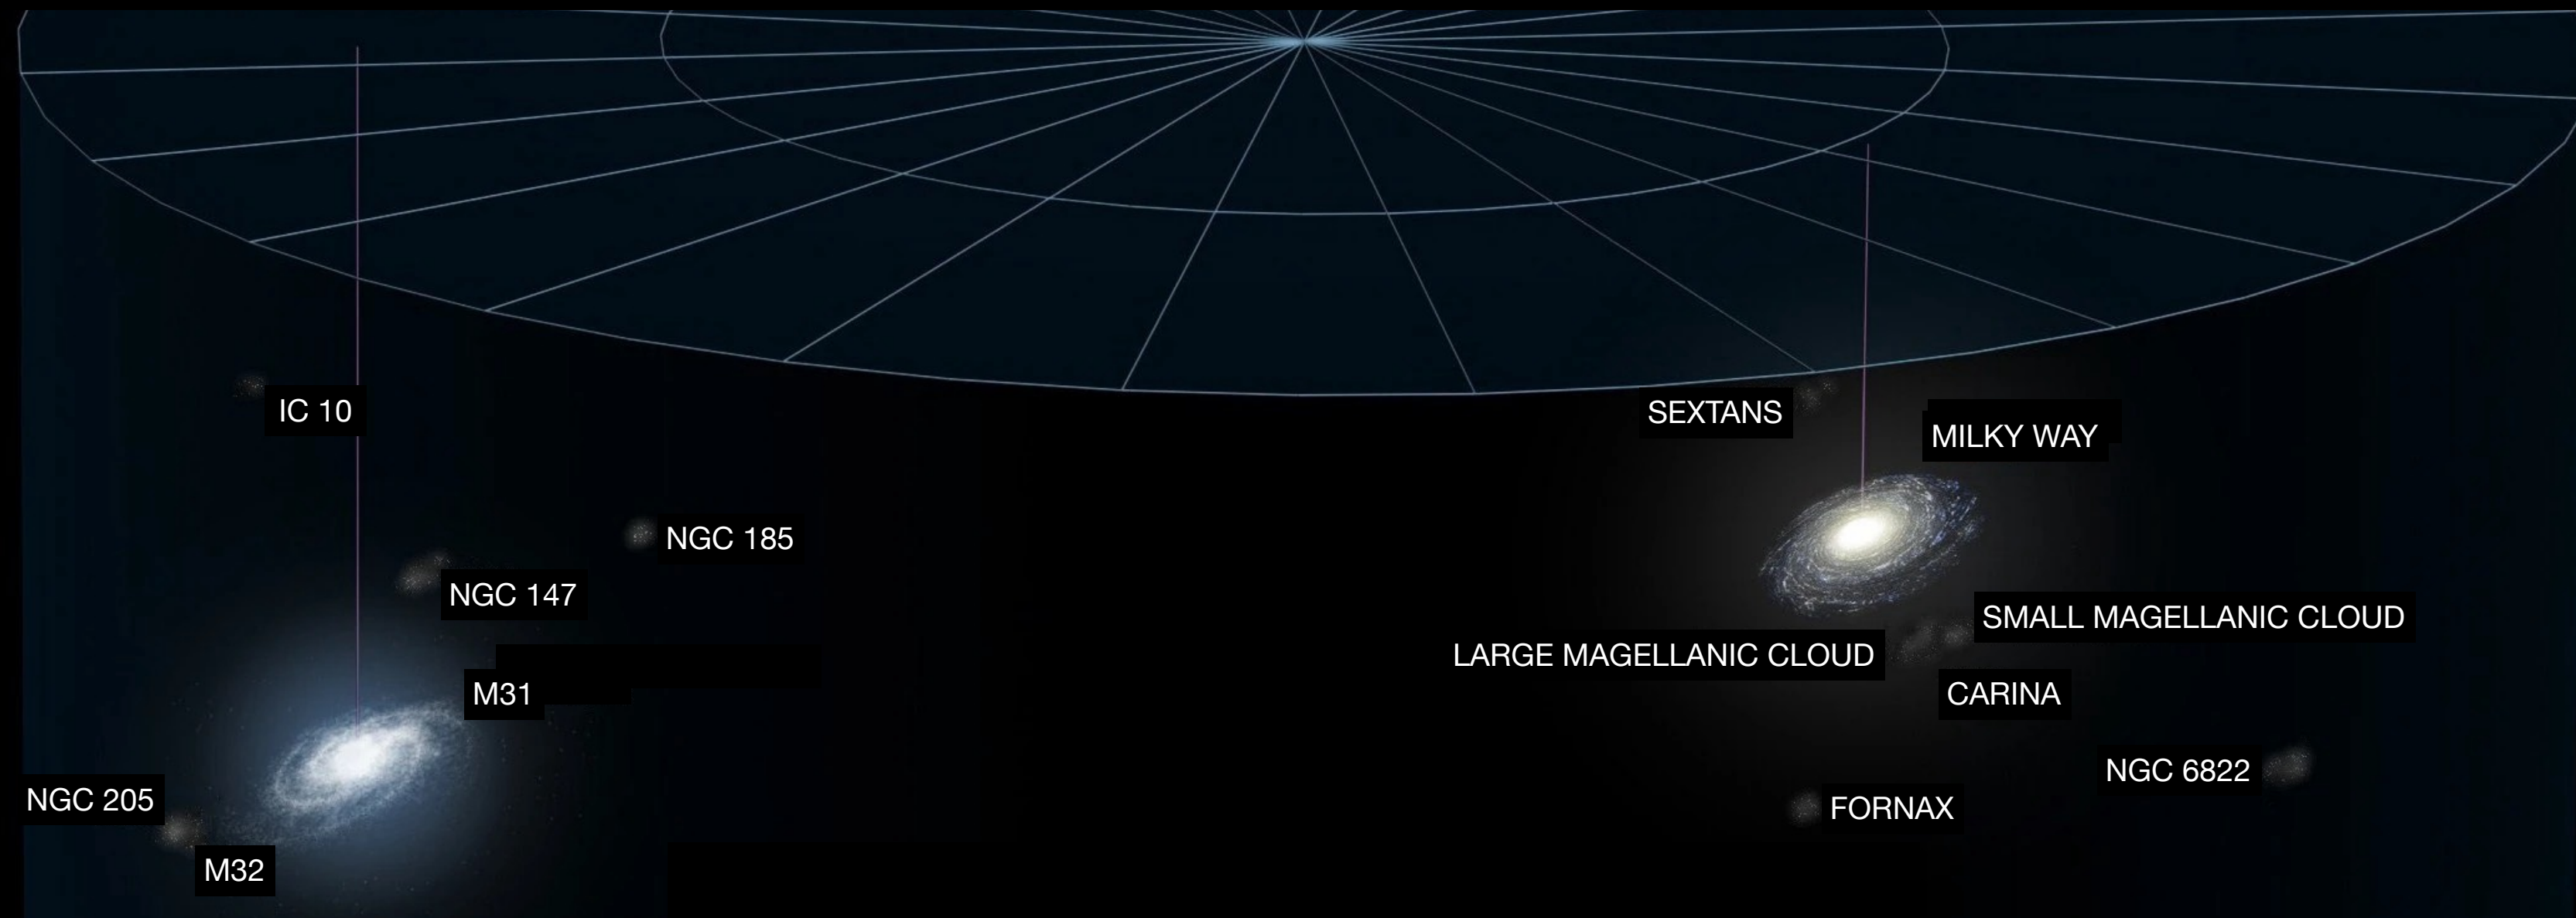 IC 10
SEXTANS
MILKY WAY
NGC 185
NGC 147
SMALL MAGELLANIC CLOUD
LARGE MAGELLANIC CLOUD
M31
CARINA
NGC 6822
NGC 205
FORNAX
M32